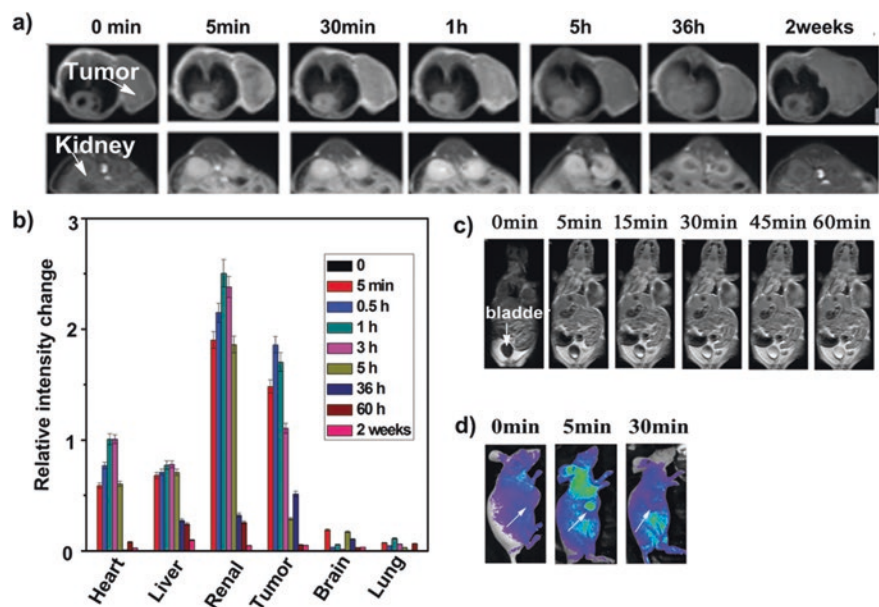 a)
0 min 5min 30min 1h 5h 36h 2weeks
Tumor
Kidney
b)
Relative intensity change
3
2
1
0
0
5 min
0.5 h
1 h
3 h
5 h
36 h
60 h
2 weeks
Heart Liver Renal Tumor Brain Lung
c)
0min 5min 15min 30min 45min 60min
bladder
d)
0min 5min 30min